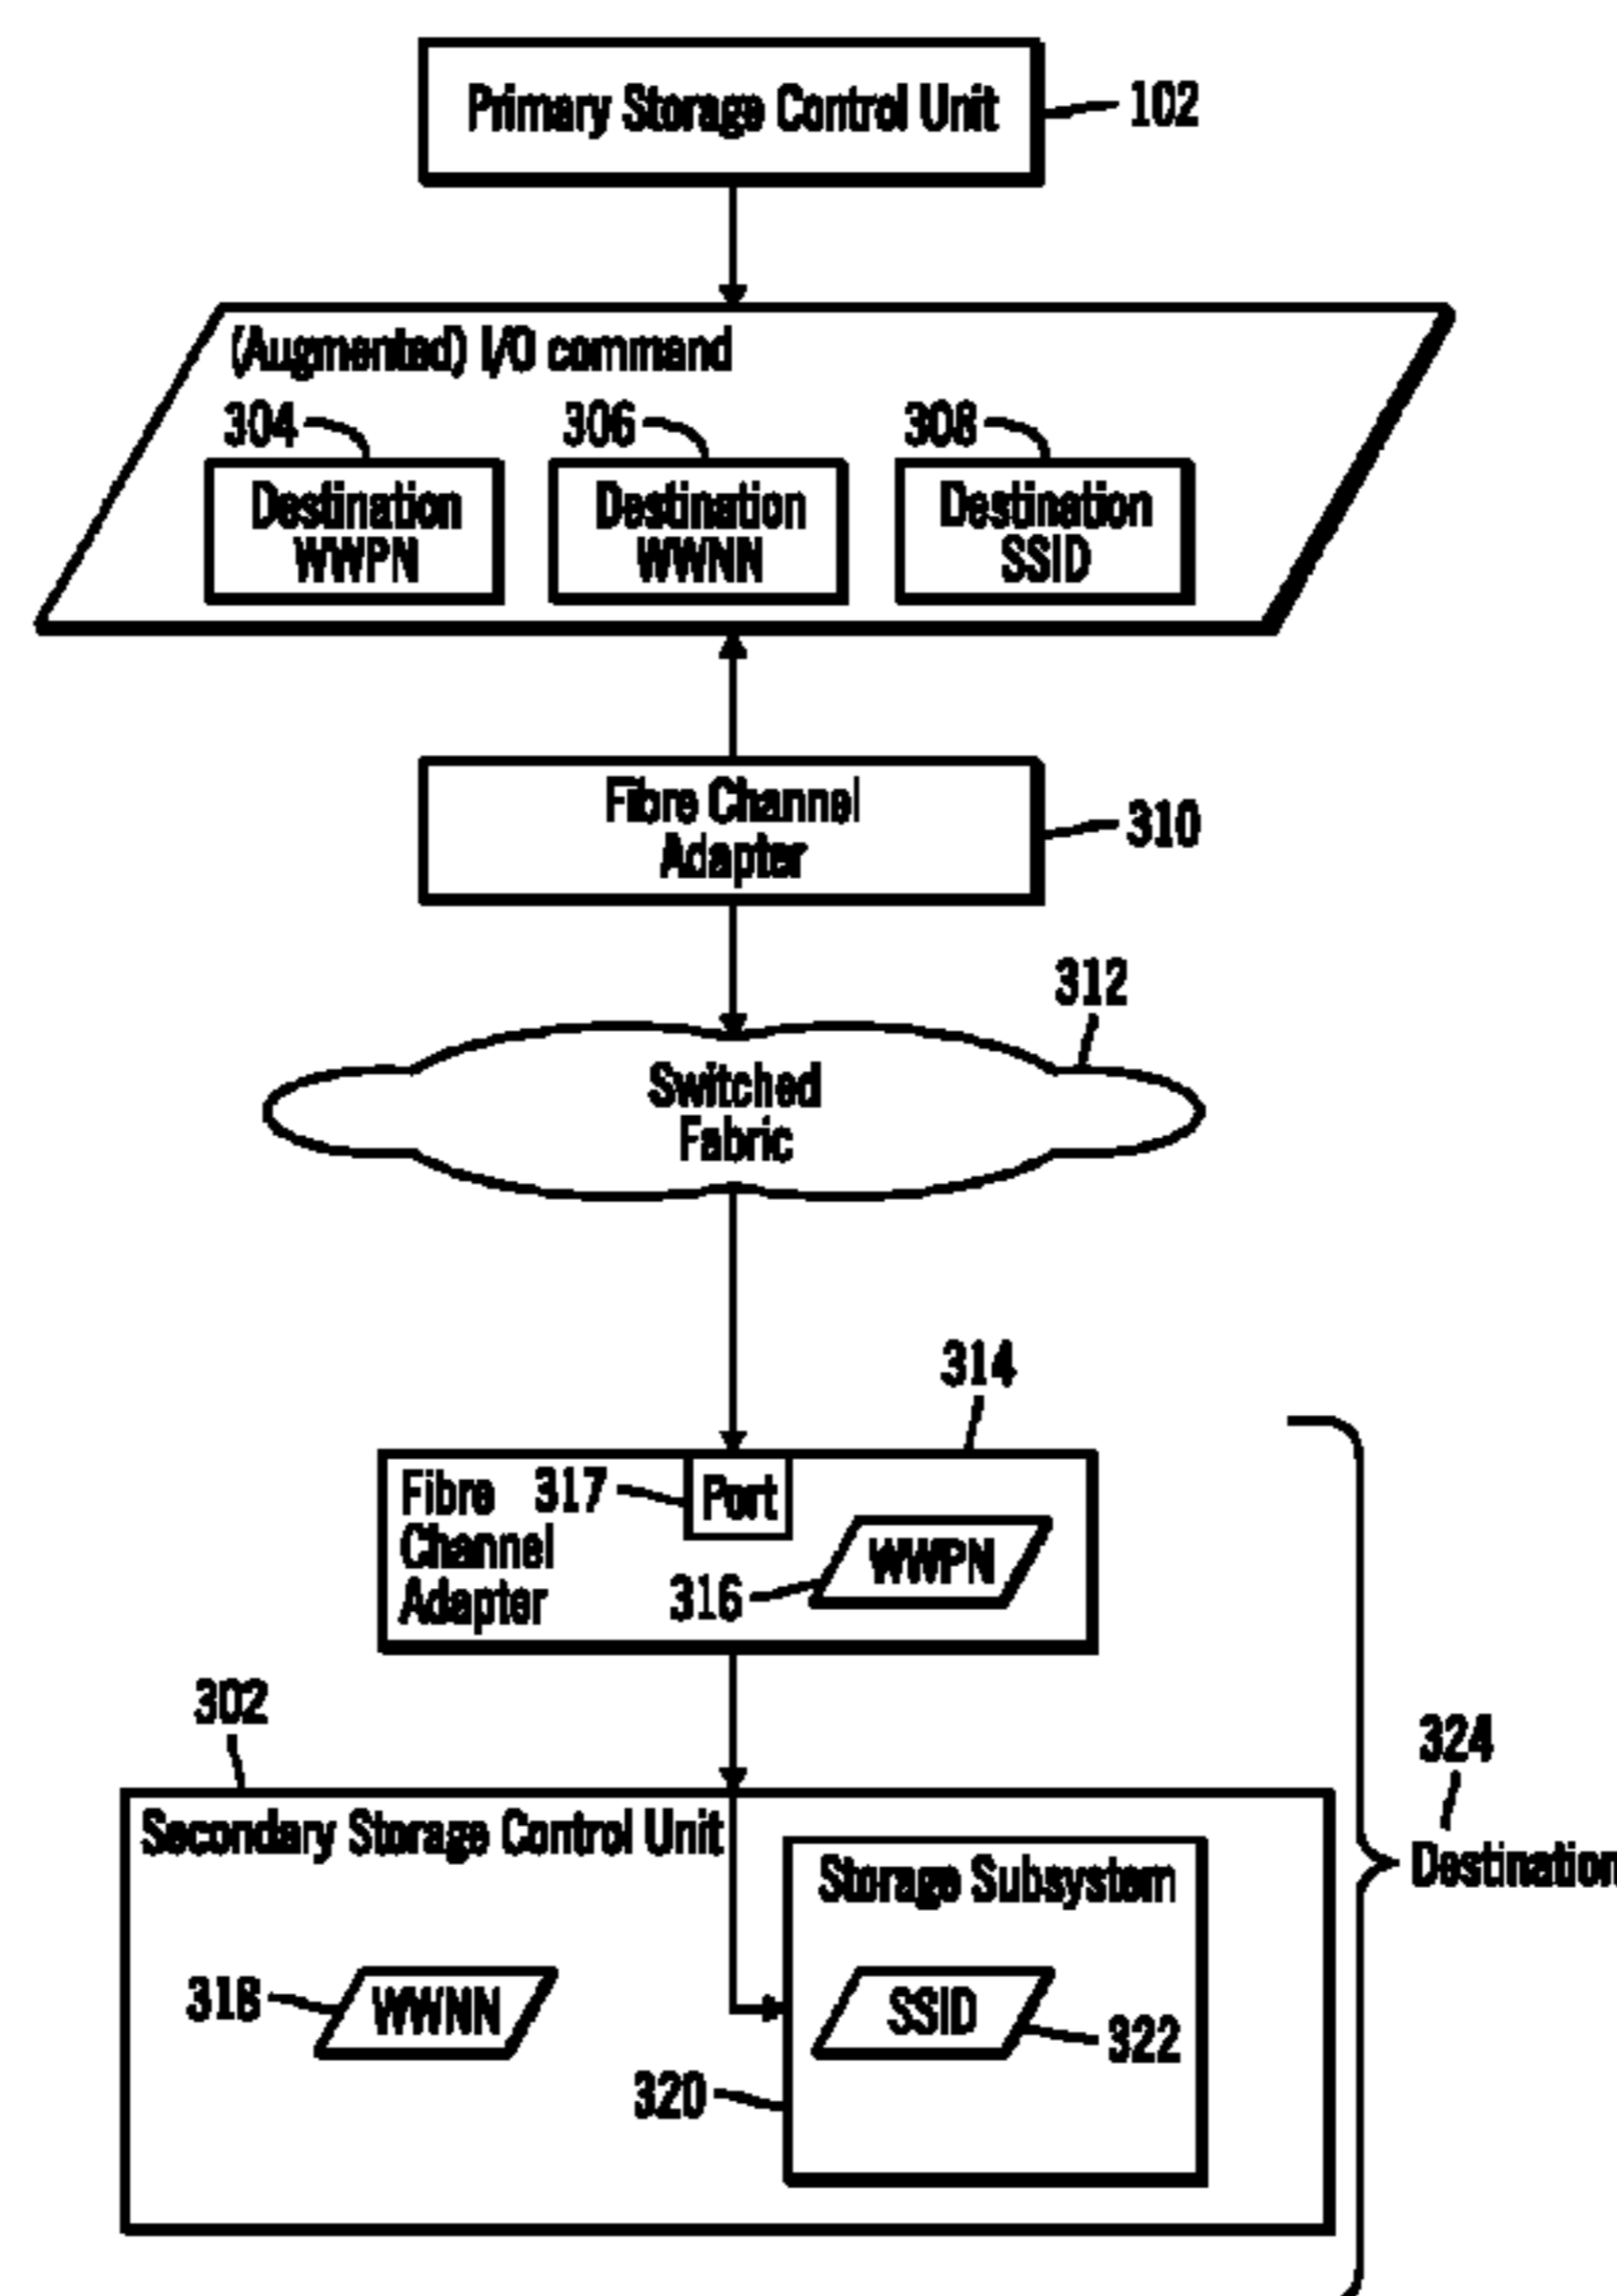 Primary Storage Control Unit
102
(Augmented) I/O command
304
306
308
Destination
WWPN
Destination
WWNN
Destination
SSID
Fibre Channel
Adapter
310
312
Switched
Fabric
314
Fibre
Channel
Adapter
317
Port
WWPN
316
302
324
Destination
Secondary Storage Control Unit
Storage Subsystem
318
WWNN
SSID
322
320